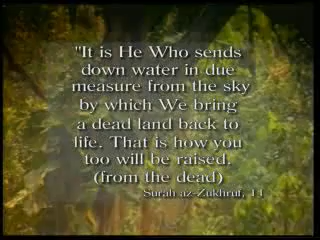 "It is He Who sends
down water in due
measure from the sky
by which We bring
a dead land back to
life. That is how you
too will be raised,
(from the dead)
Surah az-Zukhruf, 11